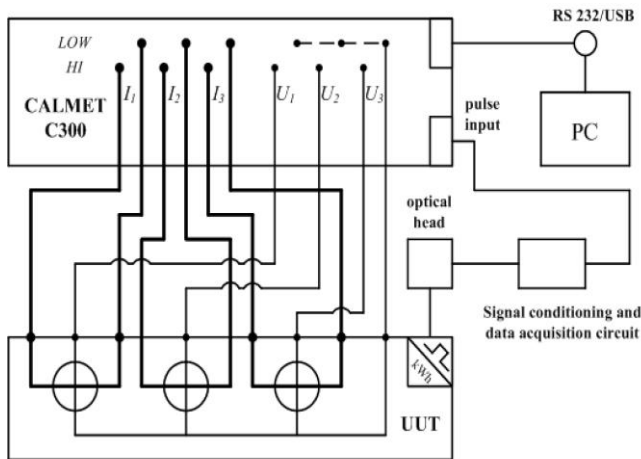 RS 232/USB
LOW
HI
I1 I2 I3 U1 U2 U3
CALMET
C300
pulse
input
PC
optical
head
Signal conditioning and
data acquisition circuit
kWh
UUT